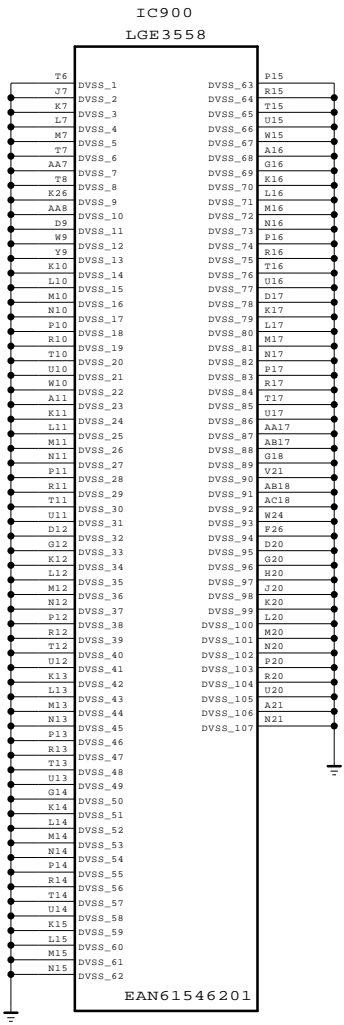 IC900
LGE3558
T6 DVSS_1 DVSS_63 P15
J7 DVSS_2 DVSS_64 R15
K7 DVSS_3 DVSS_65 T15
L7 DVSS_4 DVSS_66 U15
M7 DVSS_5 DVSS_67 W15
T7 DVSS_6 DVSS_68 A16
AA7 DVSS_7 DVSS_69 G16
T8 DVSS_8 DVSS_70 K16
K26 DVSS_9 DVSS_71 L16
AA8 DVSS_10 DVSS_72 M16
D9 DVSS_11 DVSS_73 N16
W9 DVSS_12 DVSS_74 P16
Y9 DVSS_13 DVSS_75 R16
K10 DVSS_14 DVSS_76 T16
L10 DVSS_15 DVSS_77 U16
M10 DVSS_16 DVSS_78 D17
N10 DVSS_17 DVSS_79 K17
P10 DVSS_18 DVSS_80 L17
R10 DVSS_19 DVSS_81 M17
T10 DVSS_20 DVSS_82 N17
U10 DVSS_21 DVSS_83 P17
W10 DVSS_22 DVSS_84 R17
A11 DVSS_23 DVSS_85 T17
K11 DVSS_24 DVSS_86 U17
L11 DVSS_25 DVSS_87 AA17
M11 DVSS_26 DVSS_88 AB17
N11 DVSS_27 DVSS_89 G18
P11 DVSS_28 DVSS_90 V21
R11 DVSS_29 DVSS_91 AB18
T11 DVSS_30 DVSS_92 AC18
U11 DVSS_31 DVSS_93 W24
D12 DVSS_32 DVSS_94 F26
G12 DVSS_33 DVSS_95 D20
K12 DVSS_34 DVSS_96 G20
L12 DVSS_35 DVSS_97 H20
M12 DVSS_36 DVSS_98 J20
N12 DVSS_37 DVSS_99 K20
P12 DVSS_38 DVSS_100 L20
R12 DVSS_39 DVSS_101 M20
T12 DVSS_40 DVSS_102 N20
U12 DVSS_41 DVSS_103 P20
K13 DVSS_42 DVSS_104 R20
L13 DVSS_43 DVSS_105 U20
M13 DVSS_44 DVSS_106 A21
N13 DVSS_45 DVSS_107 N21
P13 DVSS_46
R13 DVSS_47
T13 DVSS_48
U13 DVSS_49
G14 DVSS_50
K14 DVSS_51
L14 DVSS_52
M14 DVSS_53
N14 DVSS_54
P14 DVSS_55
R14 DVSS_56
T14 DVSS_57
U14 DVSS_58
K15 DVSS_59
L15 DVSS_60
M15 DVSS_61
N15 DVSS_62
EAN61546201